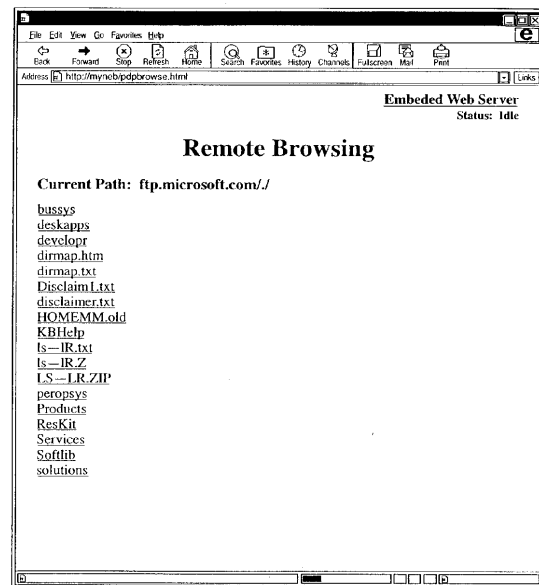 File Edit View Go Favorites Help
Back Forward Stop Refresh Home Search Favorites History Channels Fullscreen Mail Print
Address http://myneb/pdpbrowse.html Links
Embeded Web Server
Status: Idle
Remote Browsing
Current Path: ftp.microsoft.com/./
bussys
deskapps
developr
dirmap.htm
dirmap.txt
Disclaim1.txt
disclaimer.txt
HOMEMM.old
KBHelp
ls—lR.txt
ls—lR.Z
LS—LR.ZIP
peropsys
Products
ResKit
Services
Softlib
solutions